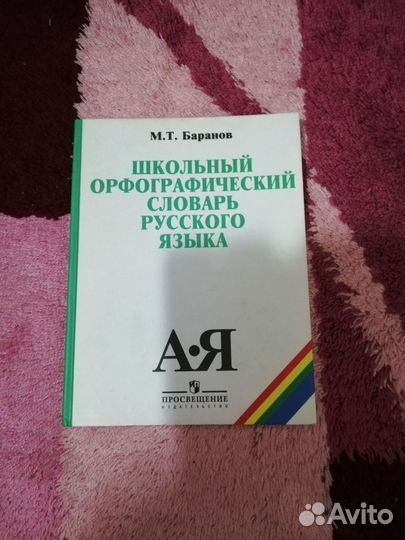 М.Т. Баранов
ШКОЛЬНЫЙ
ОРФОГРАФИЧЕСКИЙ
СЛОВАРЬ
РУССКОГО
ЯЗЫКА
А•Я
ПРОСВЕЩЕНИЕ
ИЗДАТЕЛЬСТВО
Avito